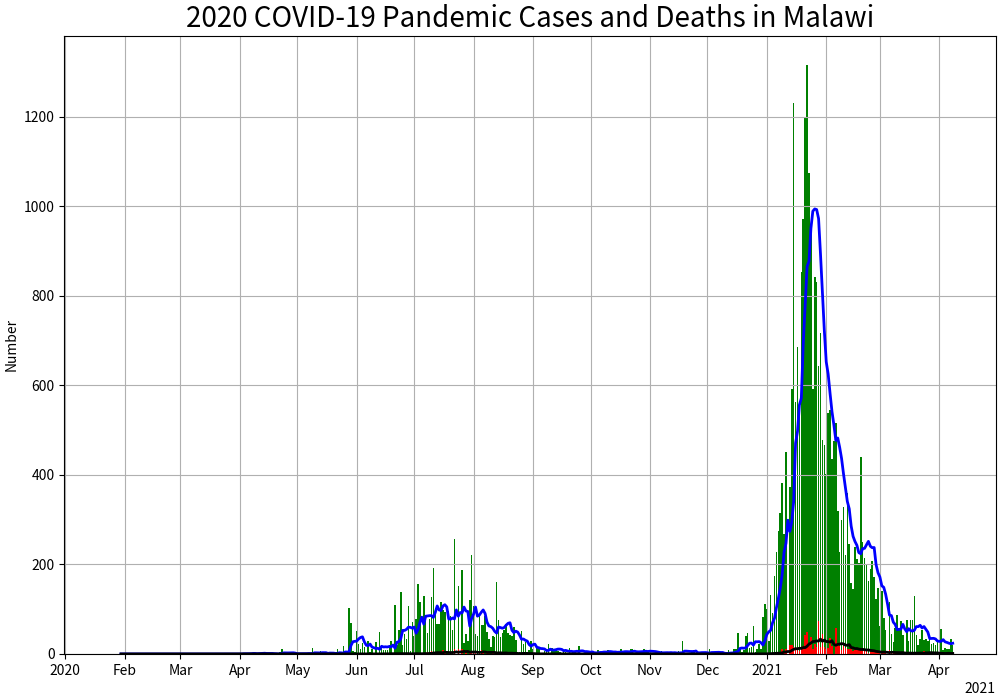 2020 COVID-19 Pandemic Cases and Deaths in Malawi
1200
1000
800
600
400
200
0
Number
2020 Feb Mar Apr May Jun Jul Aug Sep Oct Nov Dec 2021 Feb Mar Apr
2021